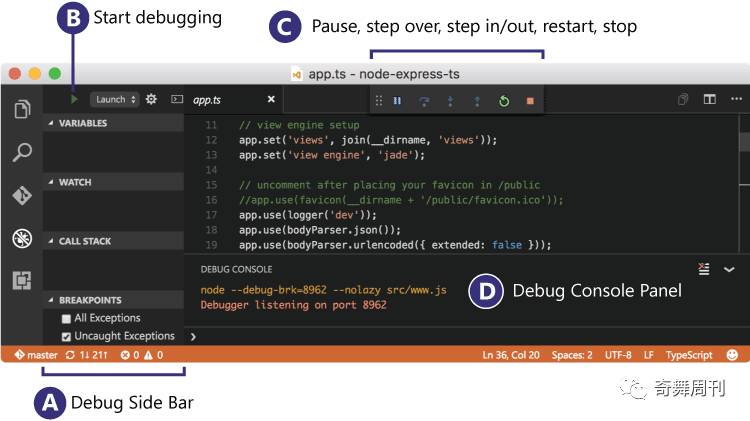 B Start debugging
C Pause, step over, step in/out, restart, stop
app.ts - node-express-ts
Launch
app.ts
VARIABLES
WATCH
CALL STACK
BREAKPOINTS
All Exceptions
Uncaught Exceptions
11 // view engine setup
12 app.set('views', join(__dirname, 'views'));
13 app.set('view engine', 'jade');
14
15 // uncomment after placing your favicon in /public
16 //app.use(favicon(__dirname + '/public/favicon.ico'));
17 app.use(logger('dev'));
18 app.use(bodyParser.json());
19 app.use(bodyParser.urlencoded({ extended: false }));
DEBUG CONSOLE
node --debug-brk=8962 --nolazy src/www.js
Debugger listening on port 8962
D Debug Console Panel
master 1↓ 21↑ 0 0 Ln 36, Col 20 Spaces: 2 UTF-8 LF TypeScript
A Debug Side Bar
奇舞周刊